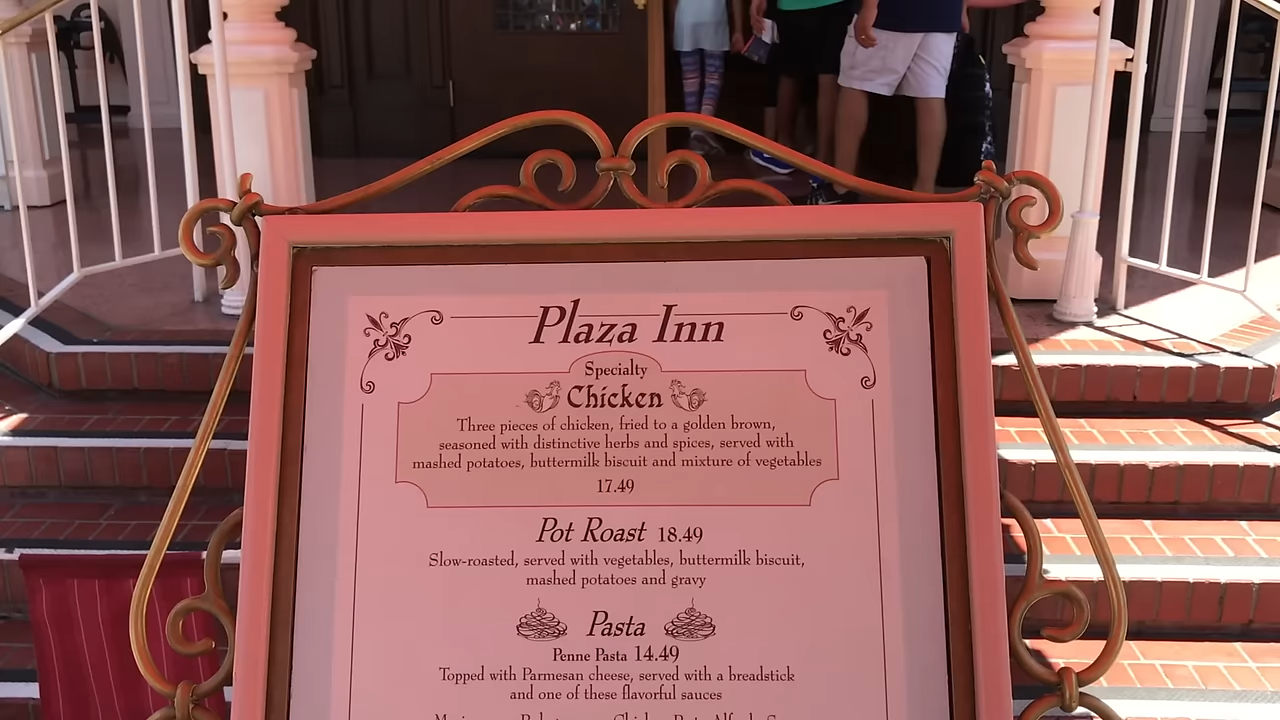 Plaza Inn
Specialty
Chicken
Three pieces of chicken, fried to a golden brown,
seasoned with distinctive herbs and spices, served with
mashed potatoes, buttermilk biscuit and mixture of vegetables
17.49
Pot Roast 18.49
Slow-roasted, served with vegetables, buttermilk biscuit,
mashed potatoes and gravy
Pasta
Penne Pasta 14.49
Topped with Parmesan cheese, served with a breadstick
and one of these flavorful sauces